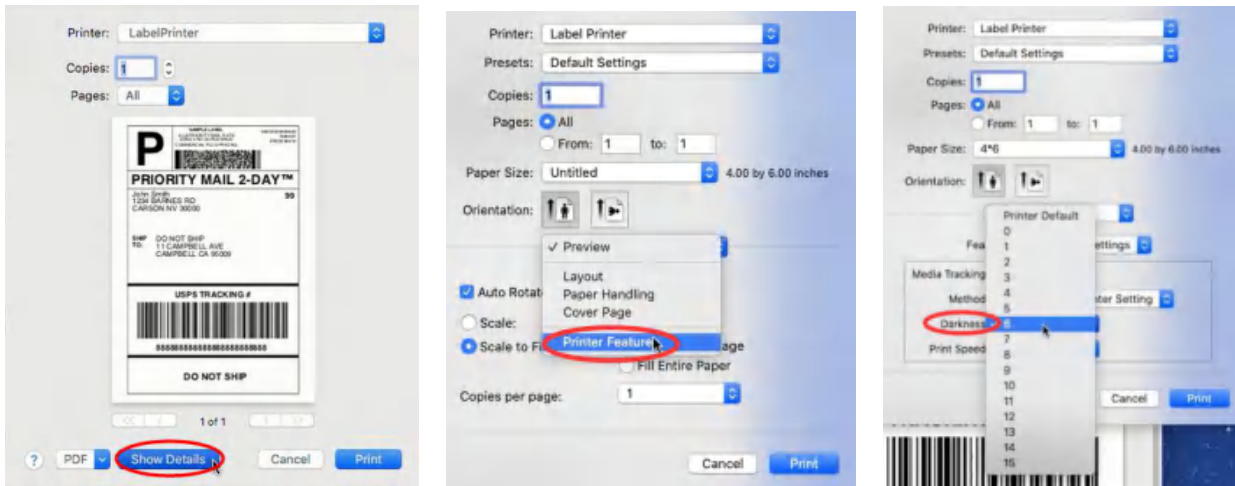 Printer: LabelPrinter
Copies: 1
Pages: All
P
SAMPLE LABEL
PRIORITY MAIL 2-DAY™
John Smith 99
1234 BARNES RD
CARSON NV 30000
SHIP DO NOT SHIP
TO: 11 CAMPBELL AVE
CAMPBELL CA 95009
USPS TRACKING #
DO NOT SHIP
1 of 1
? PDF Show Details Cancel Print
Printer: Label Printer
Presets: Default Settings
Copies: 1
Pages: All
From: 1 to: 1
Paper Size: Untitled 4.00 by 6.00 inches
Orientation:
✓ Preview
Layout
Auto Rotat Paper Handling
Scale: Cover Page
Scale to Fi Printer Feature age
Fill Entire Paper
Copies per page: 1
Cancel Print
Printer: Label Printer
Presets: Default Settings
Copies: 1
Pages: All
From: 1 to: 1
Paper Size: 4*6 4.00 by 6.00 inches
Orientation:
Printer Default
0
Fea 1 ettings
2
Media Tracking 3
Method 4 ter Setting
5
Darkness 6
7
Print Speed 8
9
10
11 Cancel Print
12
13
14
15